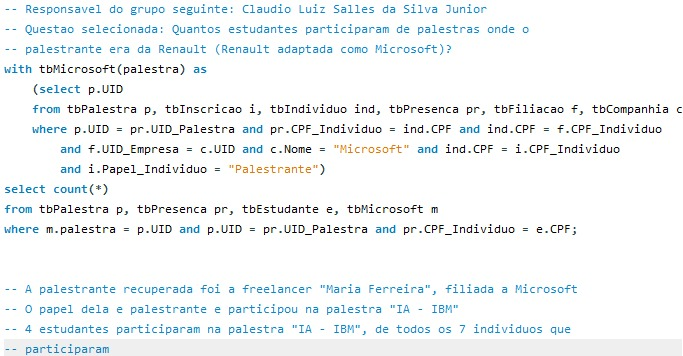 -- Responsavel do grupo seguinte: Claudio Luiz Salles da Silva Junior
-- Questao selecionada: Quantos estudantes participaram de palestras onde o
-- palestrante era da Renault (Renault adaptada como Microsoft)?
with tbMicrosoft(palestra) as
(select p.UID
from tbPalestra p, tbInscricao i, tbIndividuo ind, tbPresenca pr, tbFiliacao f, tbCompanhia c
where p.UID = pr.UID_Palestra and pr.CPF_Individuo = ind.CPF and ind.CPF = f.CPF_Individuo
and f.UID_Empresa = c.UID and c.Nome = "Microsoft" and ind.CPF = i.CPF_Individuo
and i.Papel_Individuo = "Palestrante")
select count(*)
from tbPalestra p, tbPresenca pr, tbEstudante e, tbMicrosoft m
where m.palestra = p.UID and p.UID = pr.UID_Palestra and pr.CPF_Individuo = e.CPF;
-- A palestrante recuperada foi a freelancer "Maria Ferreira", filiada a Microsoft
-- O papel dela e palestrante e participou na palestra "IA - IBM"
-- 4 estudantes participaram na palestra "IA - IBM", de todos os 7 individuos que
-- participaram